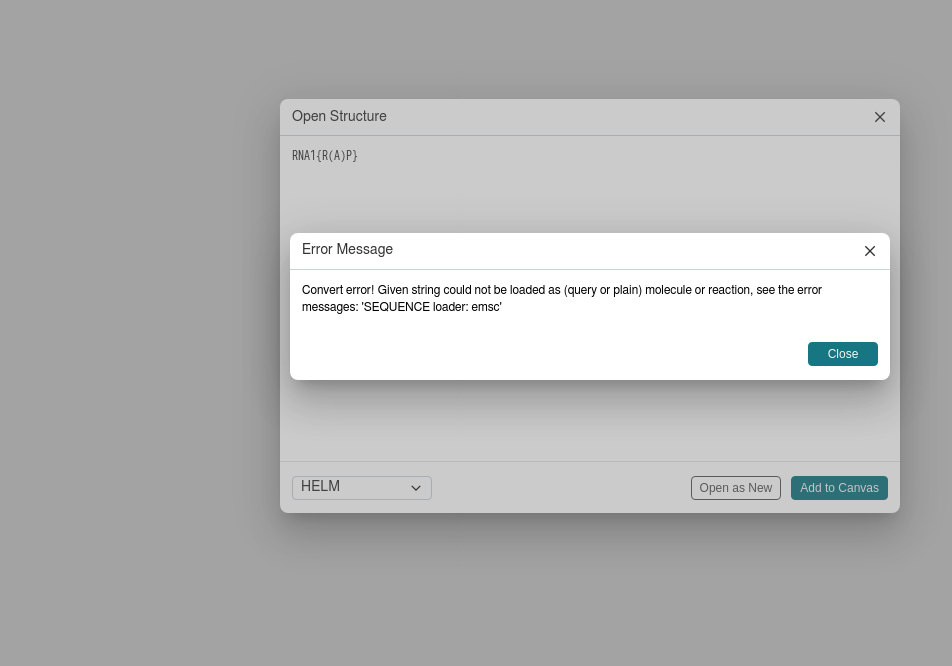 Open Structure
RNA1{R(A)P}
Error Message
Convert error! Given string could not be loaded as (query or plain) molecule or reaction, see the error
messages: 'SEQUENCE loader: emsc'
Close
HELM
Open as New
Add to Canvas